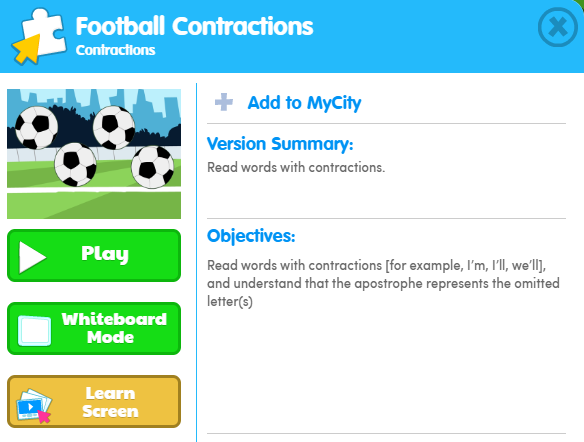 Football Contractions
Contractions
Add to MyCity
Version Summary:
Read words with contractions.
Objectives:
Read words with contractions [for example, I'm, I'll, we'll],
and understand that the apostrophe represents the omitted
letter(s)
Play
Whiteboard
Mode
Learn
Screen